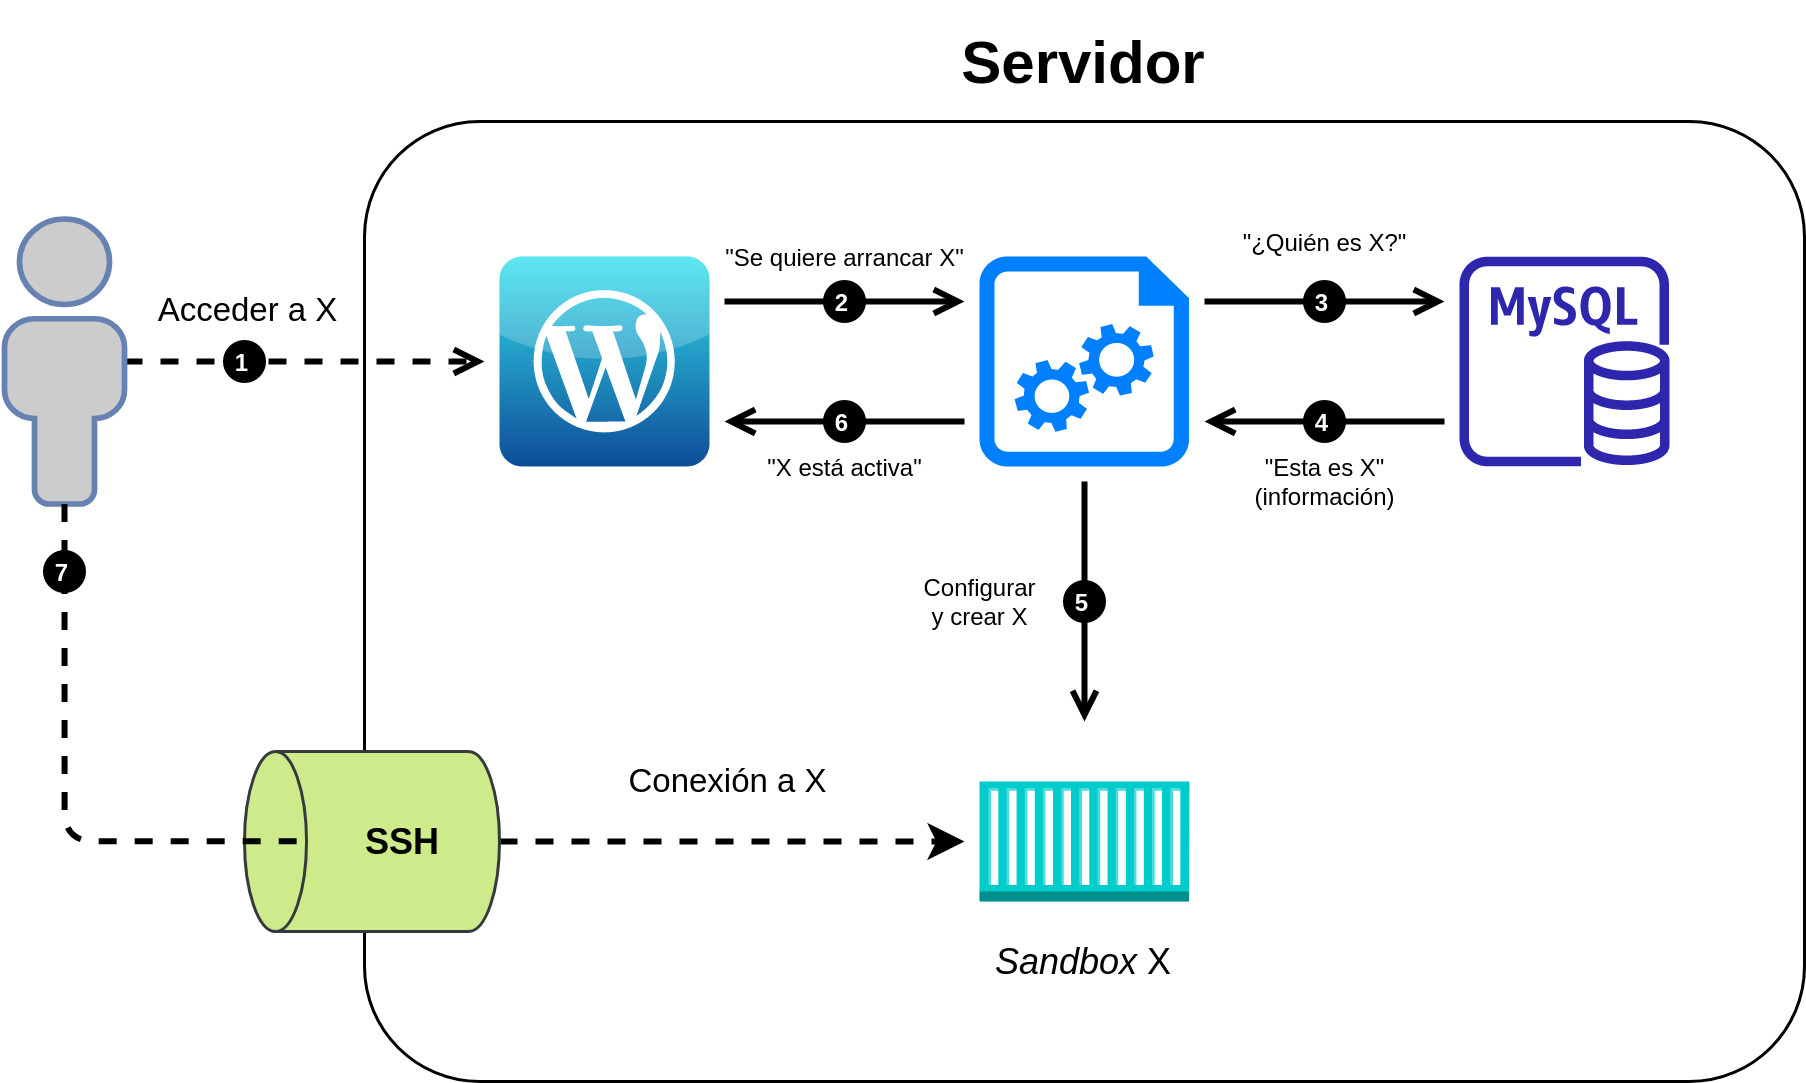 Servidor
"Se quiere arrancar X"
"¿Quién es X?"
Acceder a X
1
2
3
MySQL
6
4
"X está activa"
"Esta es X"
(información)
7
Configurar
y crear X
5
Conexión a X
SSH
Sandbox X